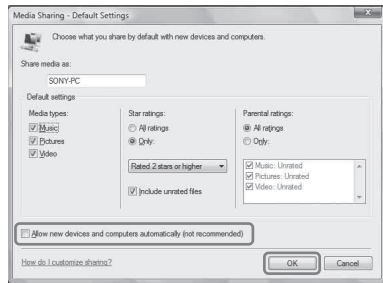 Media Sharing - Default Settings
Choose what you share by default with new devices and computers.
Share media as:
SONY-PC
Default settings
Media types:
Music
Pictures
Video
Star ratings:
All ratings
Only:
Rated 2 stars or higher
Include unrated files
Parental ratings:
All ratings
Only:
Music: Unrated
Pictures: Unrated
Video: Unrated
Allow new devices and computers automatically (not recommended)
How do I customize sharing?
OK
Cancel